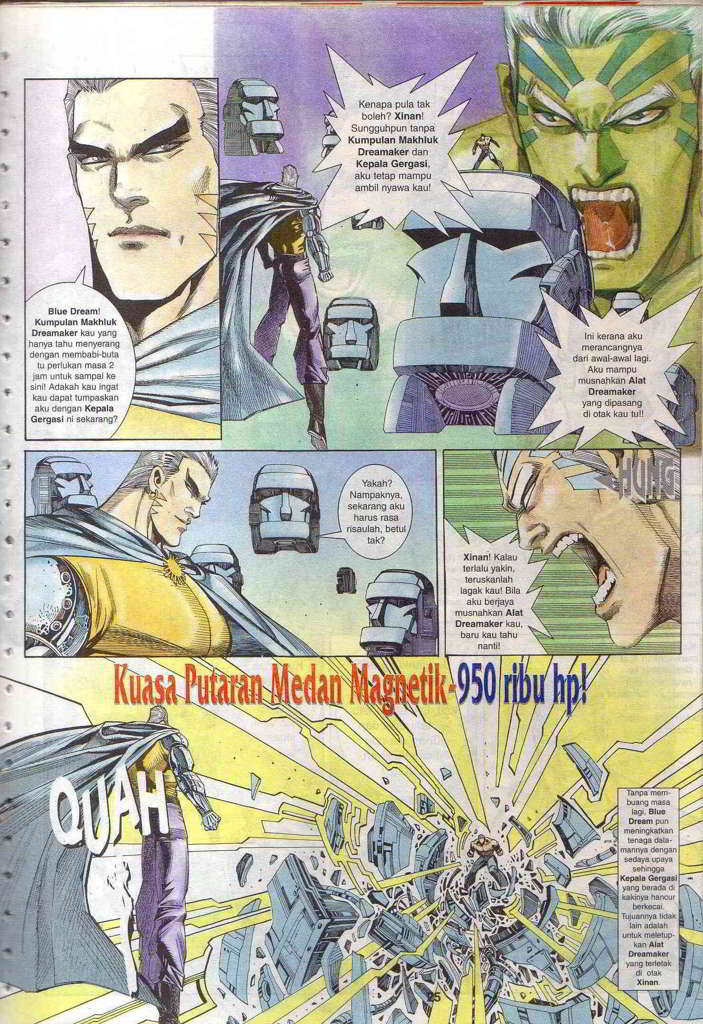 Blue Dream!
Kumpulan Makhluk
Dreamaker kau yang
hanya tahu menyerang
dengan membabi-buta
tu perlukan masa 2
jam untuk sampai ke
sini! Adakah kau ingat
kau dapat tumpaskan
aku dengan Kepala
Gergasi ni sekarang?
Kenapa pula tak
boleh? Xinan!
Sungguhpun tanpa
Kumpulan Makhluk
Dreamaker dan
Kepala Gergasi,
aku tetap mampu
ambil nyawa kau!
Ini kerana aku
merancangnya
dari awal-awal lagi.
Aku mampu
musnahkan Alat
Dreamaker
yang dipasang
di otak kau tu!!
Yakah?
Nampaknya,
sekarang aku
harus rasa
risaulah, betul
tak?
HUNG
Xinan! Kalau
terlalu yakin,
teruskanlah
lagak kau! Bila
aku berjaya
musnahkan Alat
Dreamaker kau,
baru kau tahu
nanti!
Kuasa Putaran Medan Magnetik-950 ribu hp!
QUAH
Tanpa mem-
buang masa
lagi, Blue
Dream pun
meningkatkan
tenaga dala-
mannya dengan
sedaya upaya
sehingga
Kepala Gergasi
yang berada di
kakinya hancur
berkecai.
Tujuannya tidak
lain adalah
untuk meletup-
kan Alat
Dreamaker
yang terletak
di otak
Xinan.